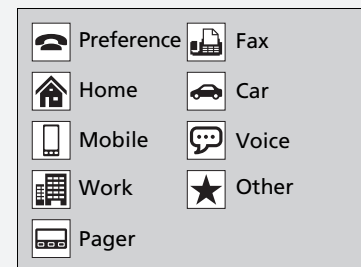 Preference Fax
Home Car
Mobile Voice
Work Other
Pager